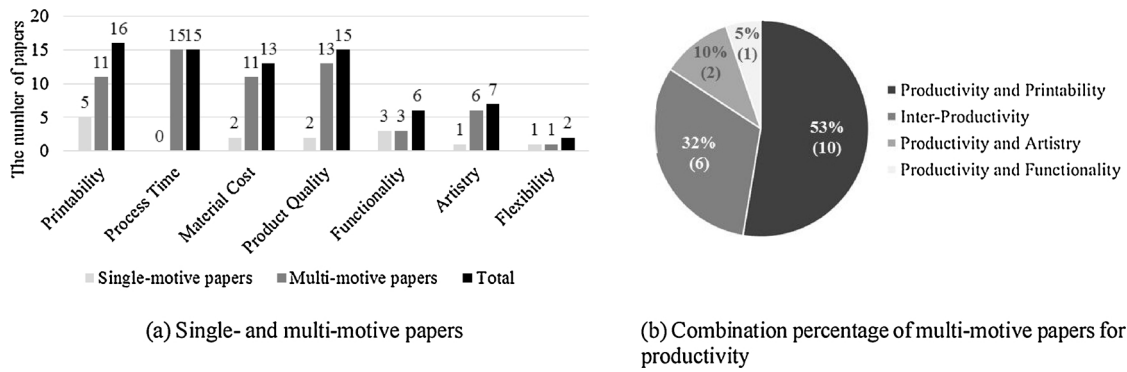 The number of papers
20
15
10
5
0
5
11
16
0
15
15
2
11
13
2
13
15
3
3
6
1
6
7
1
1
2
Printability
Process Time
Material Cost
Product Quality
Functionality
Artistry
Flexibility
Single-motive papers
Multi-motive papers
Total
(a) Single- and multi-motive papers
5%
(1)
10%
(2)
32%
(6)
53%
(10)
Productivity and Printability
Inter-Productivity
Productivity and Artistry
Productivity and Functionality
(b) Combination percentage of multi-motive papers for
productivity